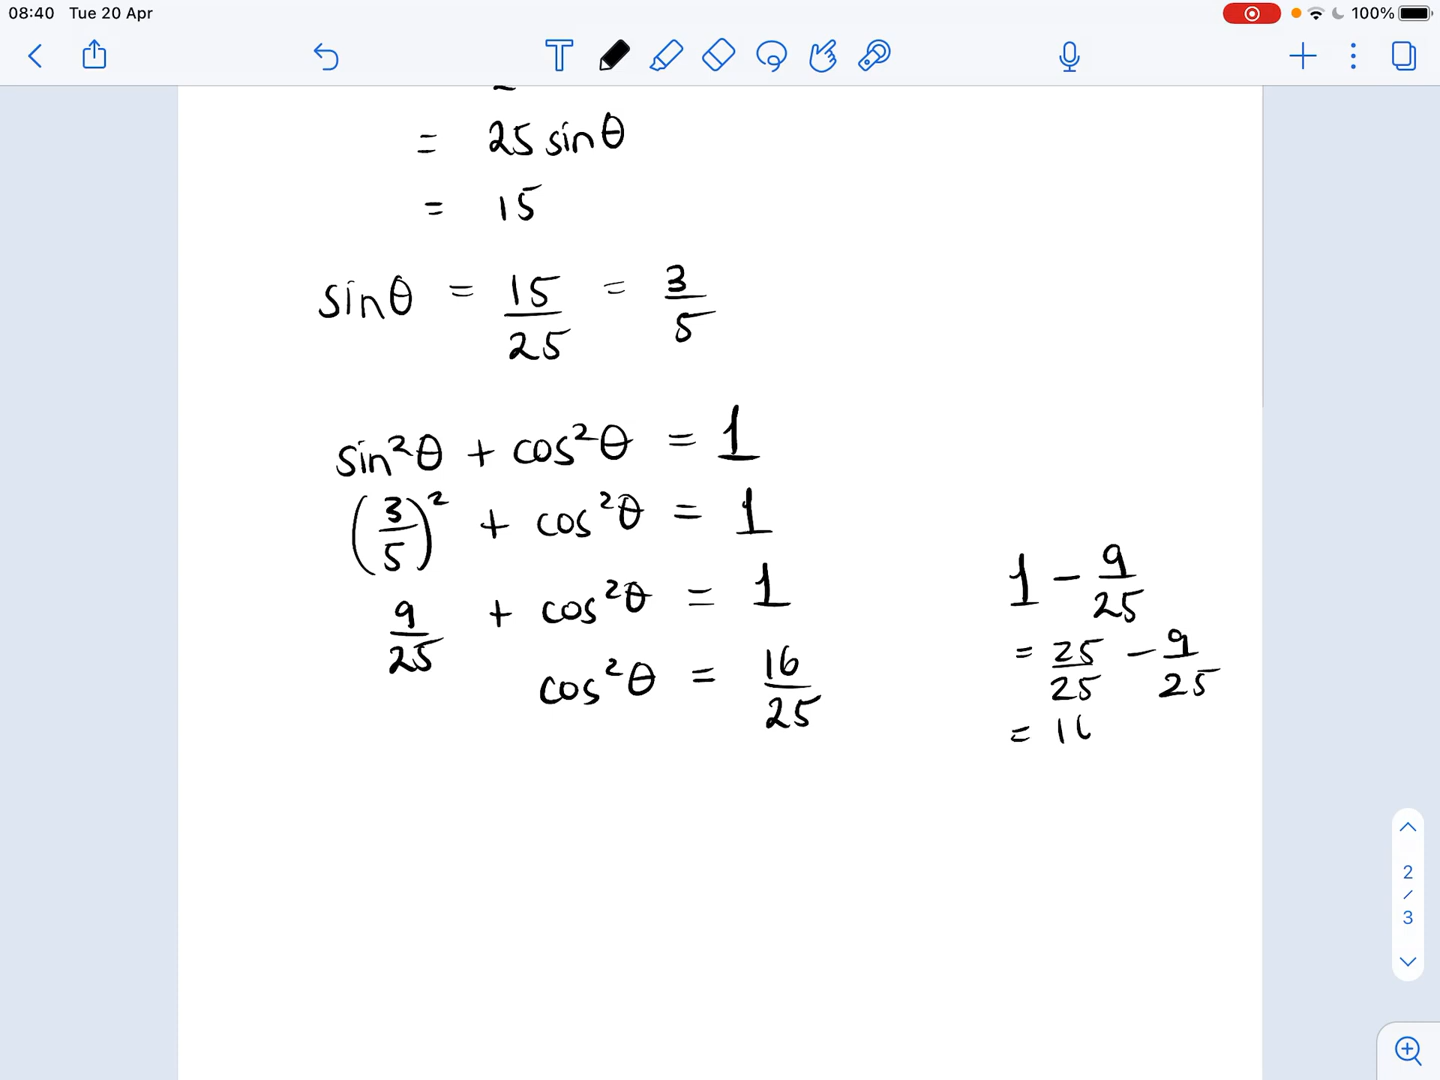 08:40 Tue 20 Apr 100%
T
= 25 sinθ
= 15
sinθ = 15/25 = 3/5
sin²θ + cos²θ = 1
(3/5)² + cos²θ = 1
9/25 + cos²θ = 1
cos²θ = 16/25
1 - 9/25
= 25/25 - 9/25
= 16
2
/
3